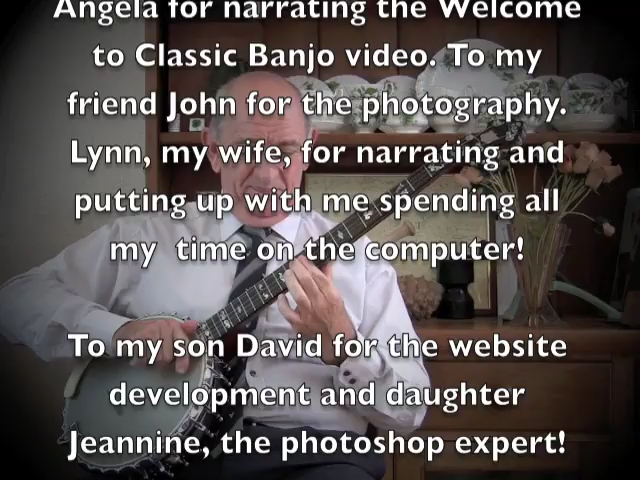 Angela for narrating the Welcome
to Classic Banjo video. To my
friend John for the photography.
Lynn, my wife, for narrating and
putting up with me spending all
my time on the computer!
To my son David for the website
development and daughter
Jeannine, the photoshop expert!